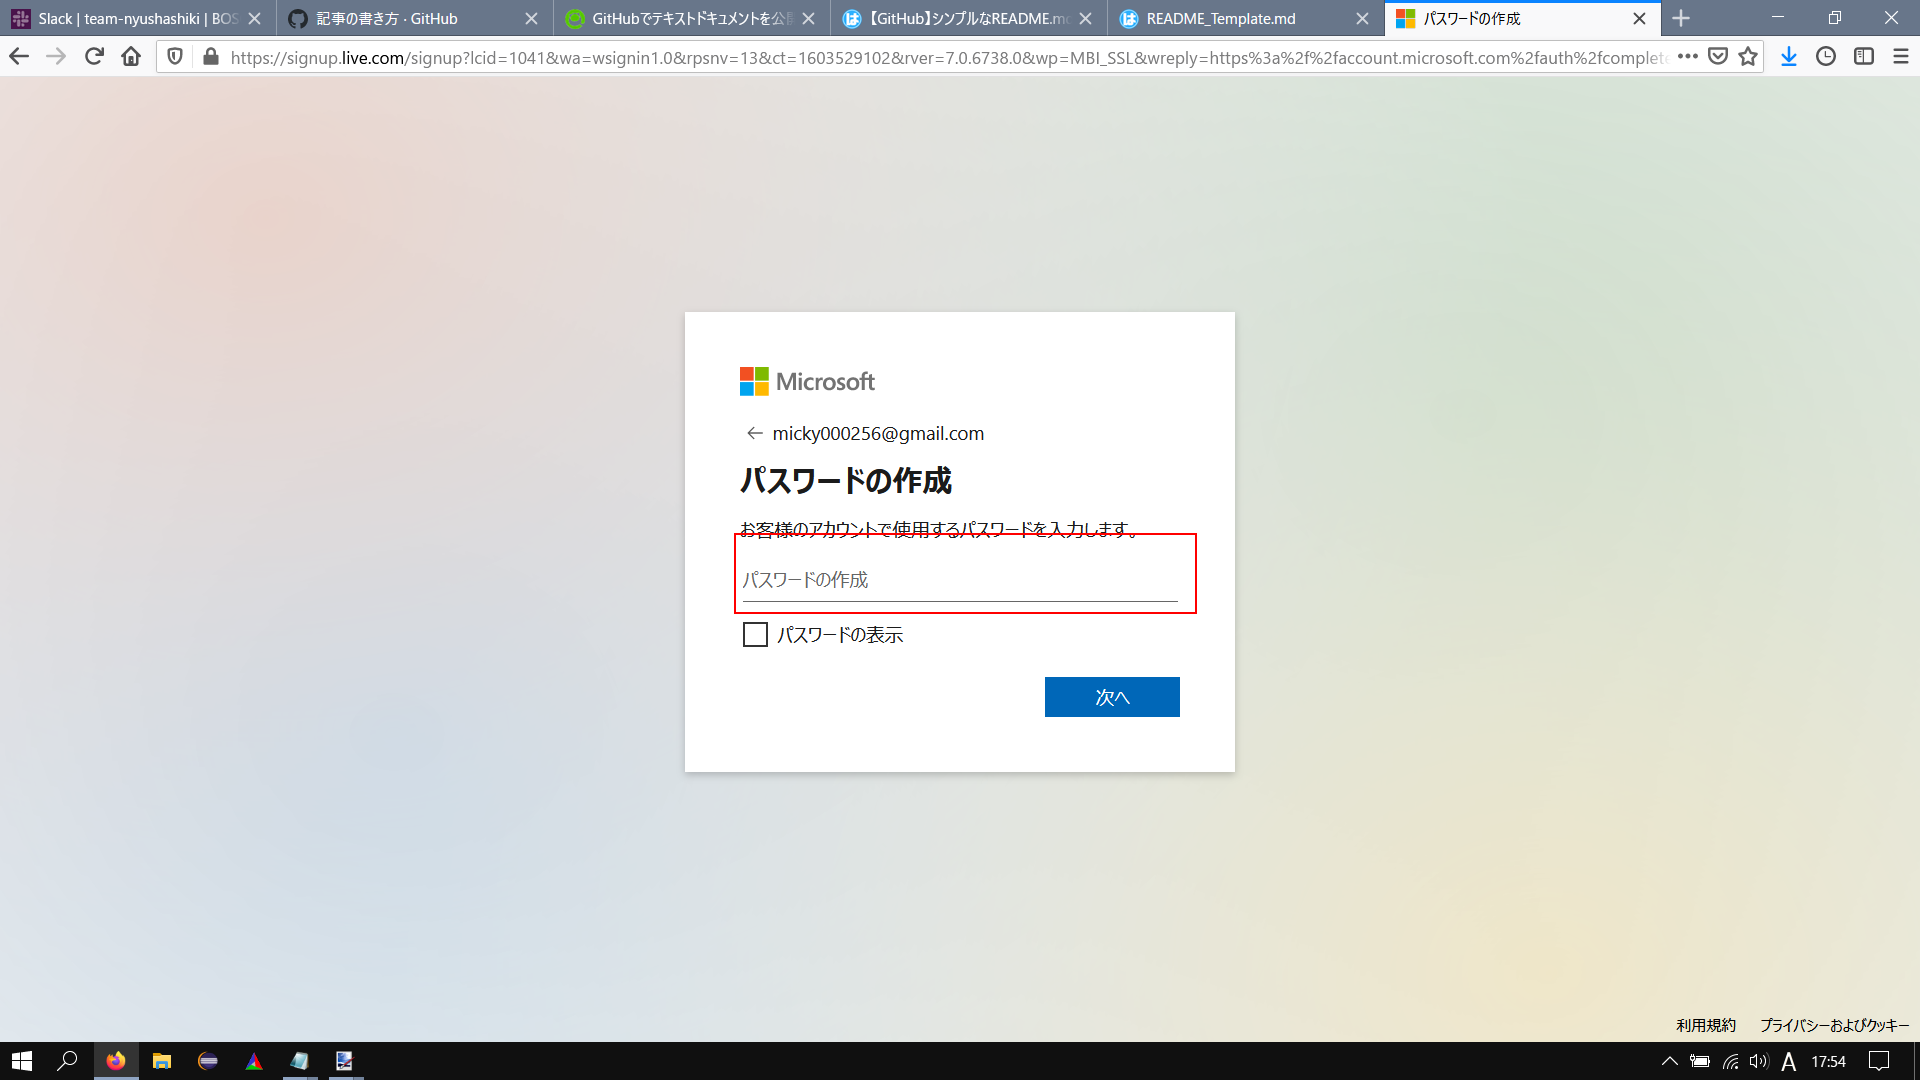 Slack | team-nyushashiki | BOS
記事の書き方 · GitHub
GitHubでテキストドキュメントを公開
【GitHub】シンプルなREADME.md
README_Template.md
パスワードの作成
https://signup.live.com/signup?lcid=1041&wa=wsignin1.0&rpsnv=13&ct=1603529102&rver=7.0.6738.0&wp=MBI_SSL&wreply=https%3a%2f%2faccount.microsoft.com%2fauth%2fcomplete
Microsoft
micky000256@gmail.com
パスワードの作成
お客様のアカウントで使用するパスワードを入力します。
パスワードの作成
パスワードの表示
次へ
利用規約 プライバシーおよびクッキー
A 17:54